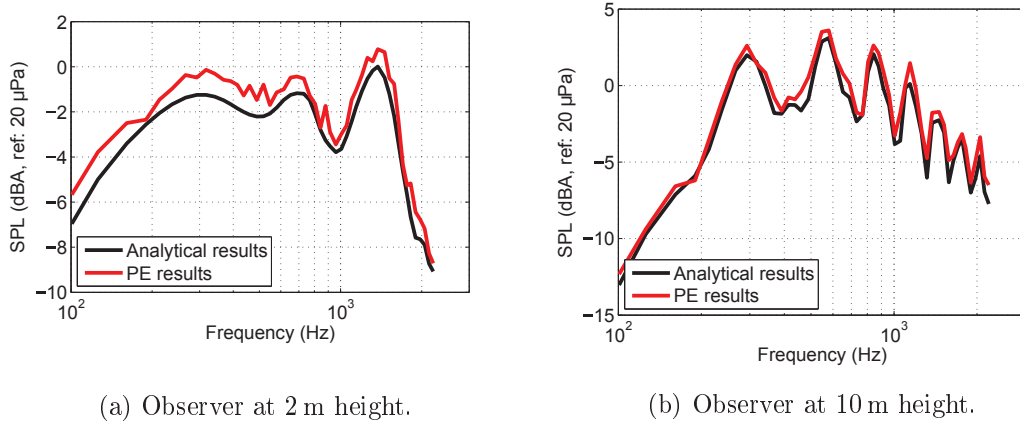 2
0
−2
−4
−6
−8
−10
SPL (dBA, ref: 20 µPa)
Analytical results
PE results
10²
10³
Frequency (Hz)
(a) Observer at 2 m height.
5
0
−5
−10
−15
SPL (dBA, ref: 20 µPa)
Analytical results
PE results
10²
10³
Frequency (Hz)
(b) Observer at 10 m height.